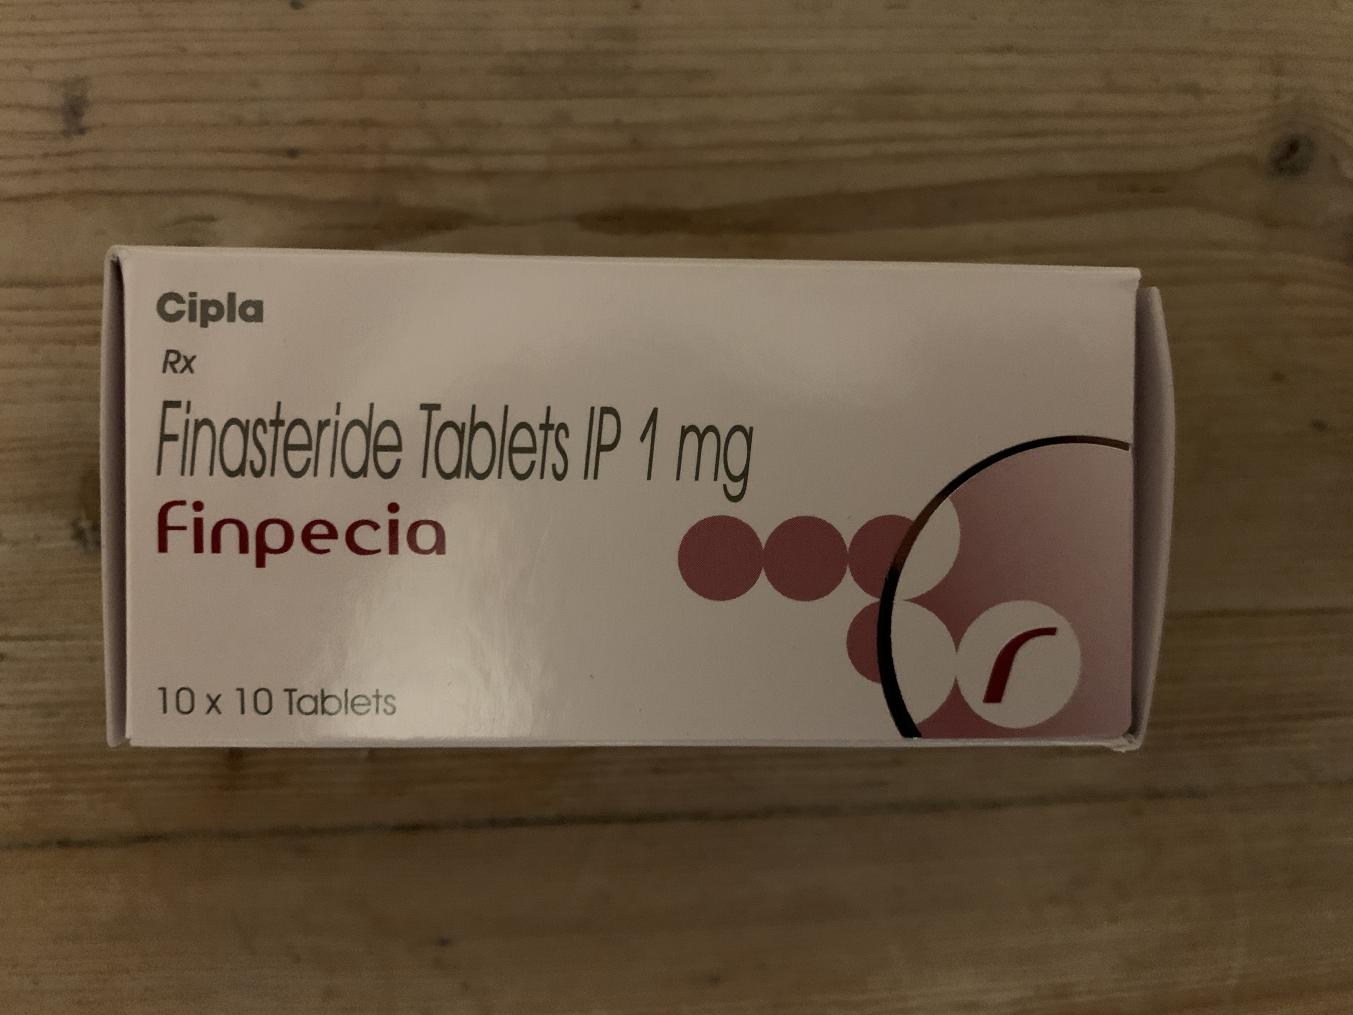 Cipla
Rx
Finasteride Tablets IP 1 mg
Finpecia
10 x 10 Tablets